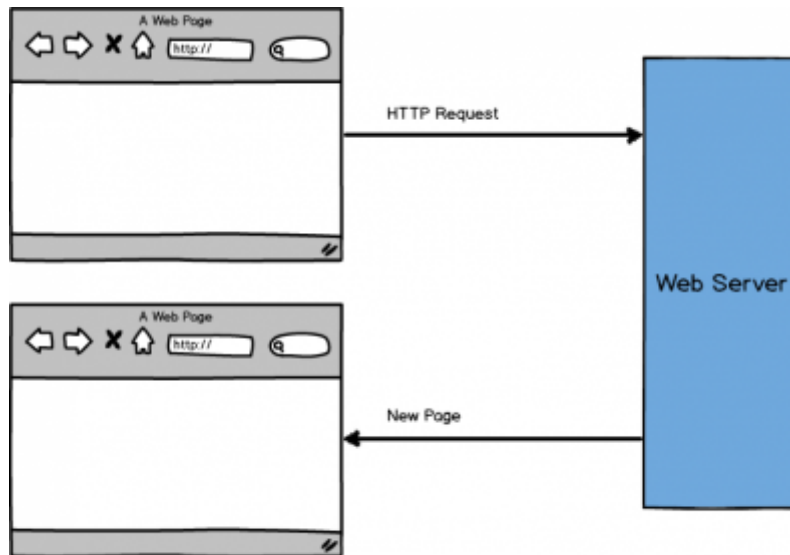 A Web Page
http://
HTTP Request
Web Server
A Web Page
http://
New Page